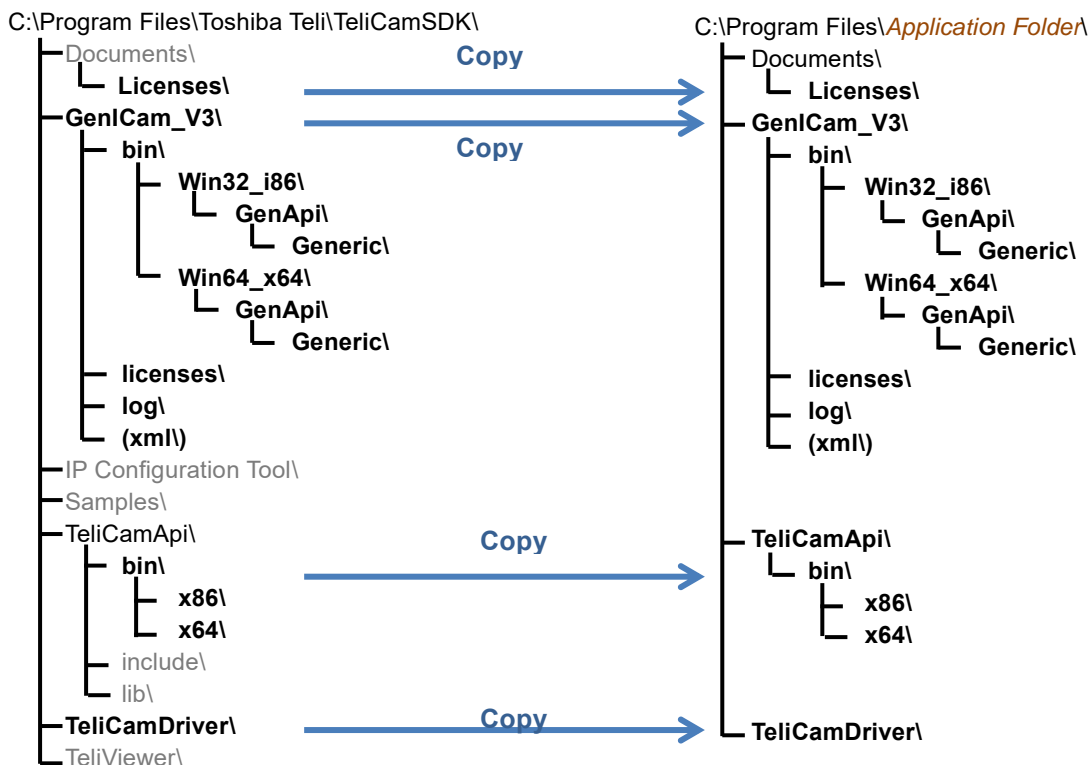 C:\Program Files\Toshiba Teli\TeliCamSDK\
Documents\
Licenses\
GenICam_V3\
bin\
Win32_i86\
GenApi\
Generic\
Win64_x64\
GenApi\
Generic\
licenses\
log\
(xml\)
IP Configuration Tool\
Samples\
TeliCamApi\
bin\
x86\
x64\
include\
lib\
TeliCamDriver\
TeliViewer\
Copy
Copy
Copy
Copy
C:\Program Files\Application Folder\
Documents\
Licenses\
GenICam_V3\
bin\
Win32_i86\
GenApi\
Generic\
Win64_x64\
GenApi\
Generic\
licenses\
log\
(xml\)
TeliCamApi\
bin\
x86\
x64\
TeliCamDriver\